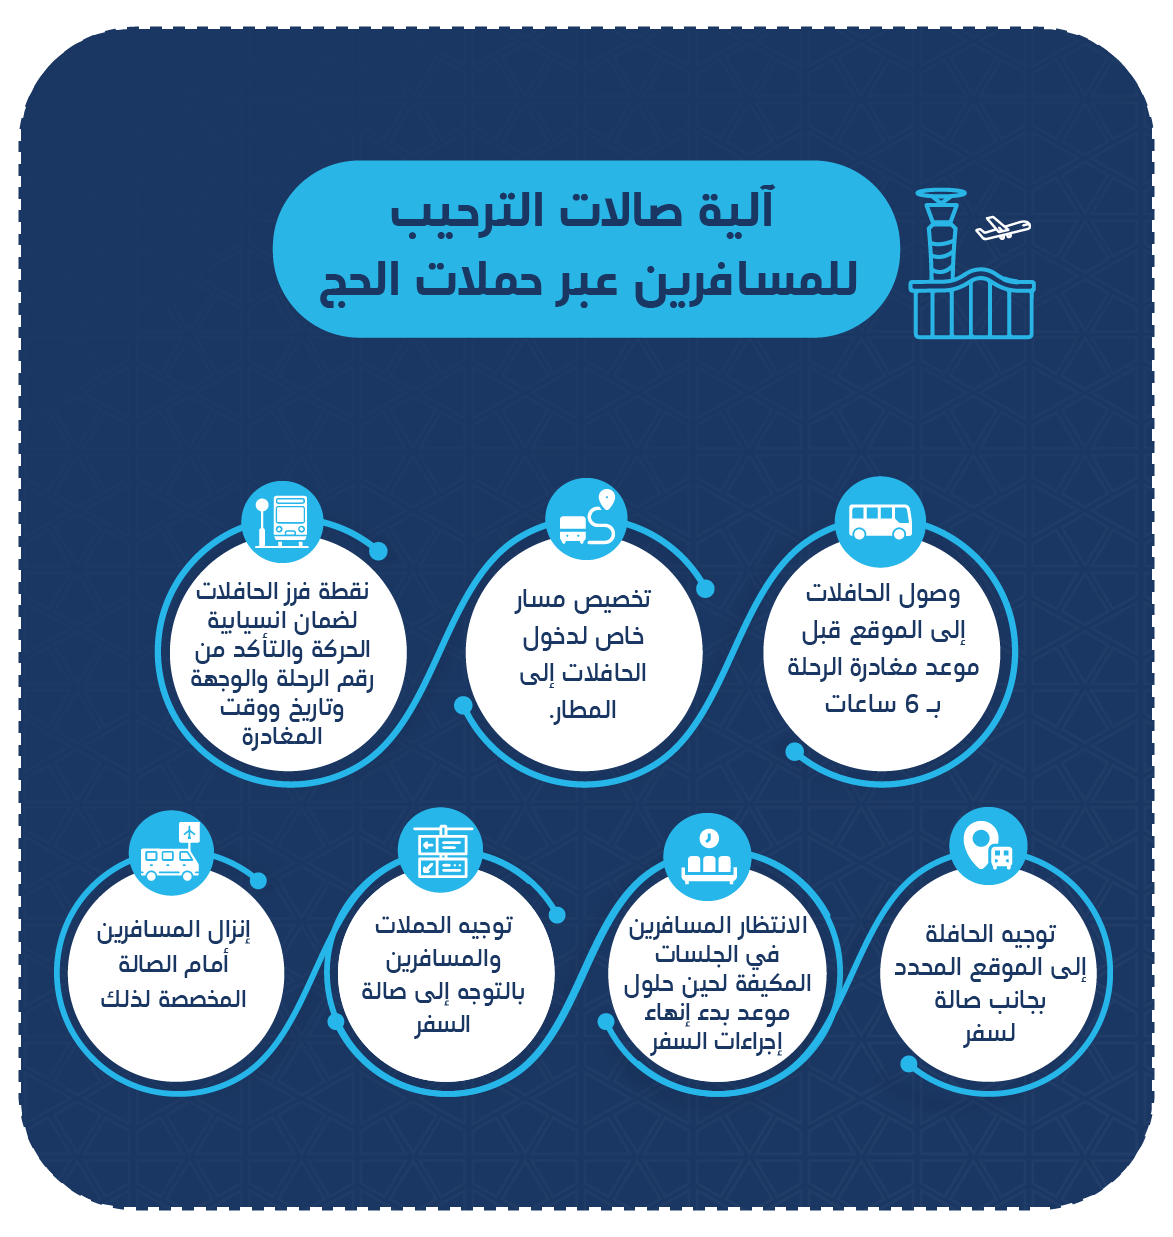 آلية صالات الترحيب
للمسافرين عبر حملات الحج
وصول الحافلات
إلى الموقع قبل
موعد مغادرة الرحلة
بـ 6 ساعات
تخصيص مسار
خاص لدخول
الحافلات إلى
المطار.
نقطة فرز الحافلات
لضمان انسيابية
الحركة والتأكد من
رقم الرحلة والوجهة
وتاريخ ووقت
المغادرة
توجيه الحافلة
إلى الموقع المحدد
بجانب صالة
لسفر
الانتظار المسافرين
في الجلسات
المكيفة لحين حلول
موعد بدء إنهاء
إجراءات السفر
توجيه الحملات
والمسافرين
بالتوجه إلى صالة
السفر
إنزال المسافرين
أمام الصالة
المخصصة لذلك